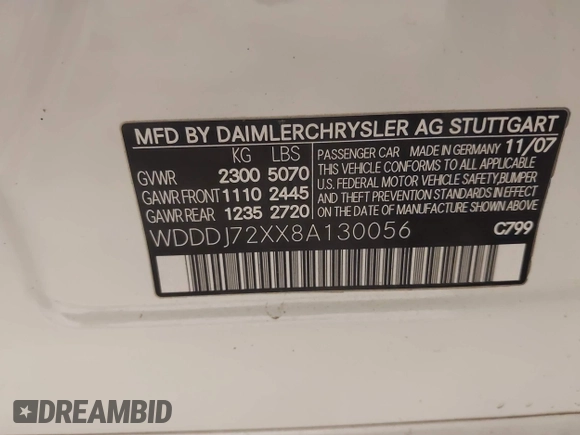 MFD BY DAIMLERCHRYSLER AG STUTTGART
KG LBS
GVWR 2300 5070
GAWR FRONT 1110 2445
GAWR REAR 1235 2720
PASSENGER CAR MADE IN GERMANY 11/07
THIS VEHICLE CONFORMS TO ALL APPLICABLE
U.S. FEDERAL MOTOR VEHICLE SAFETY,BUMPER
AND THEFT PREVENTION STANDARDS IN EFFECT
ON THE DATE OF MANUFACTURE SHOWN ABOVE.
WDDDJ72XX8A130056
C799
DREAMBID